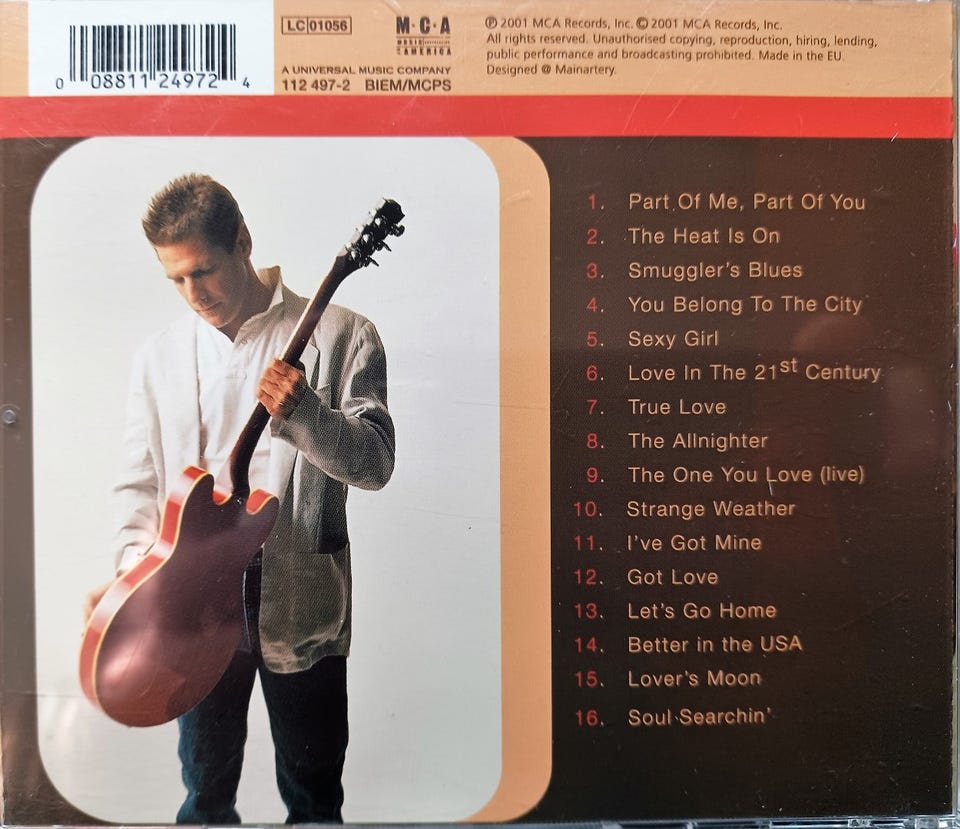 0 08811 24972 4
LC 01056
M·C·A
MUSIC
AMERICA
A UNIVERSAL MUSIC COMPANY
112 497-2 BIEM/MCPS
℗ 2001 MCA Records, Inc. © 2001 MCA Records, Inc.
All rights reserved. Unauthorised copying, reproduction, hiring, lending,
public performance and broadcasting prohibited. Made in the EU.
Designed @ Mainartery.
1. Part Of Me, Part Of You
2. The Heat Is On
3. Smuggler's Blues
4. You Belong To The City
5. Sexy Girl
6. Love In The 21st Century
7. True Love
8. The Allnighter
9. The One You Love (live)
10. Strange Weather
11. I've Got Mine
12. Got Love
13. Let's Go Home
14. Better in the USA
15. Lover's Moon
16. Soul Searchin'